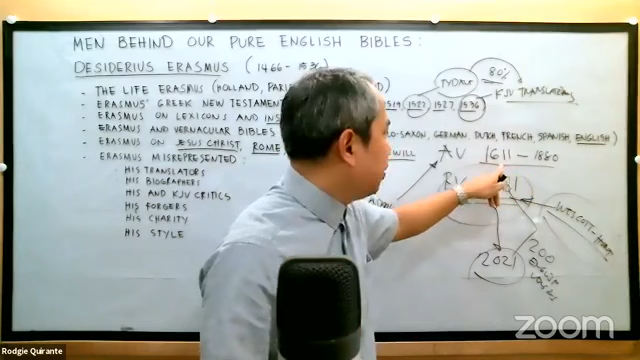 MEN BEHIND OUR PURE ENGLISH BIBLES:
DESIDERIUS ERASMUS (1466 - 1536
- THE LIFE ERASMUS (HOLLAND,
- ERASMUS' GREEK NEW TESTAMENT 1519 1522 1527 1536
- ERASMUS ON LEXICONS AND
- ERASMUS AND VERNACULAR BIBLES SAXON, GERMAN, DUTCH, FRENCH, SPANISH, ENGLISH)
- ERASMUS ON JESUS CHRIST, ROME WILL
- ERASMUS MISREPRESENTED:
HIS TRANSLATORS
HIS BIOGRAPHERS
HIS AND KJV CRITICS
HIS FORGERS
HIS CHARITY
HIS STYLE
TYNDALE 80%
KJV TRANSLATORS
AV 1611 - 1880
RV
WESTCOTT - HORT
202
200
ENGLISH
Rodgie Quirante
zoom